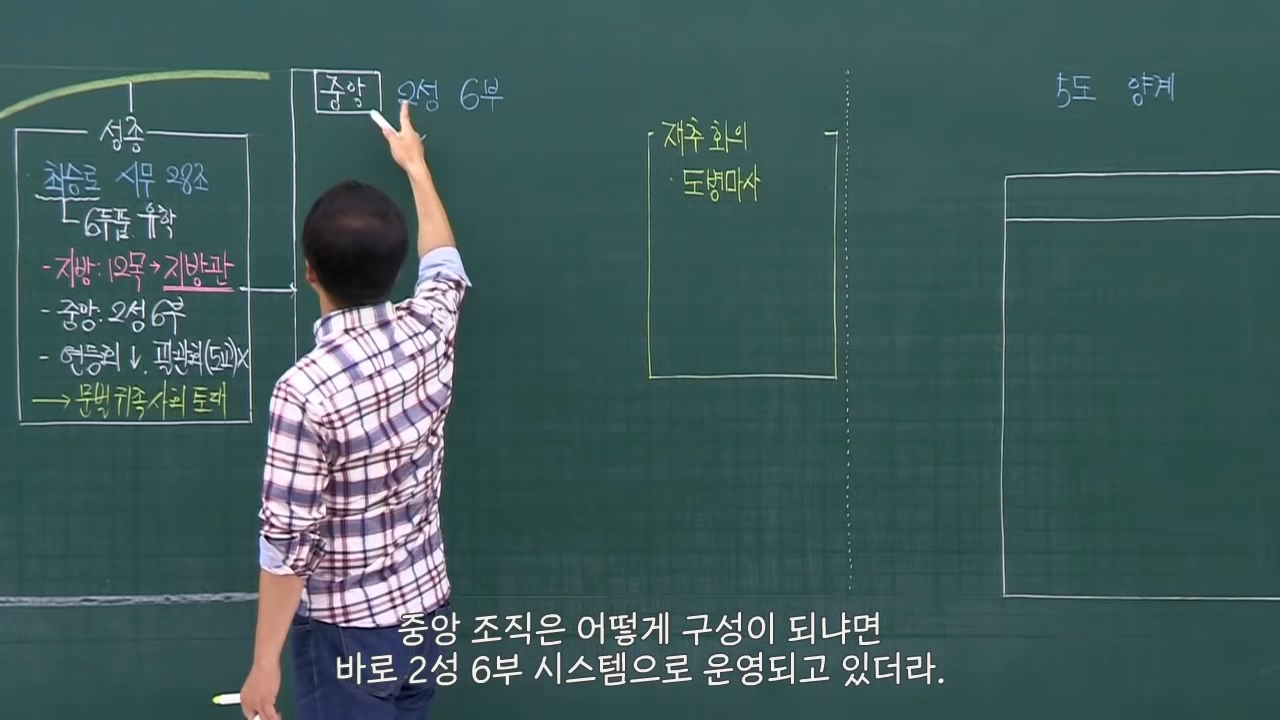 성종
최승로 시무 28조
6두품 유학
- 지방: 12목 → 지방관
- 중앙: 2성 6부
- 연등회 ↓. 팔관회(5교)X
→ 문벌 귀족 사회 토대
중앙 2성 6부
재추 회의
· 도병마사
5도 양계
중앙 조직은 어떻게 구성이 되냐면
바로 2성 6부 시스템으로 운영되고 있더라.